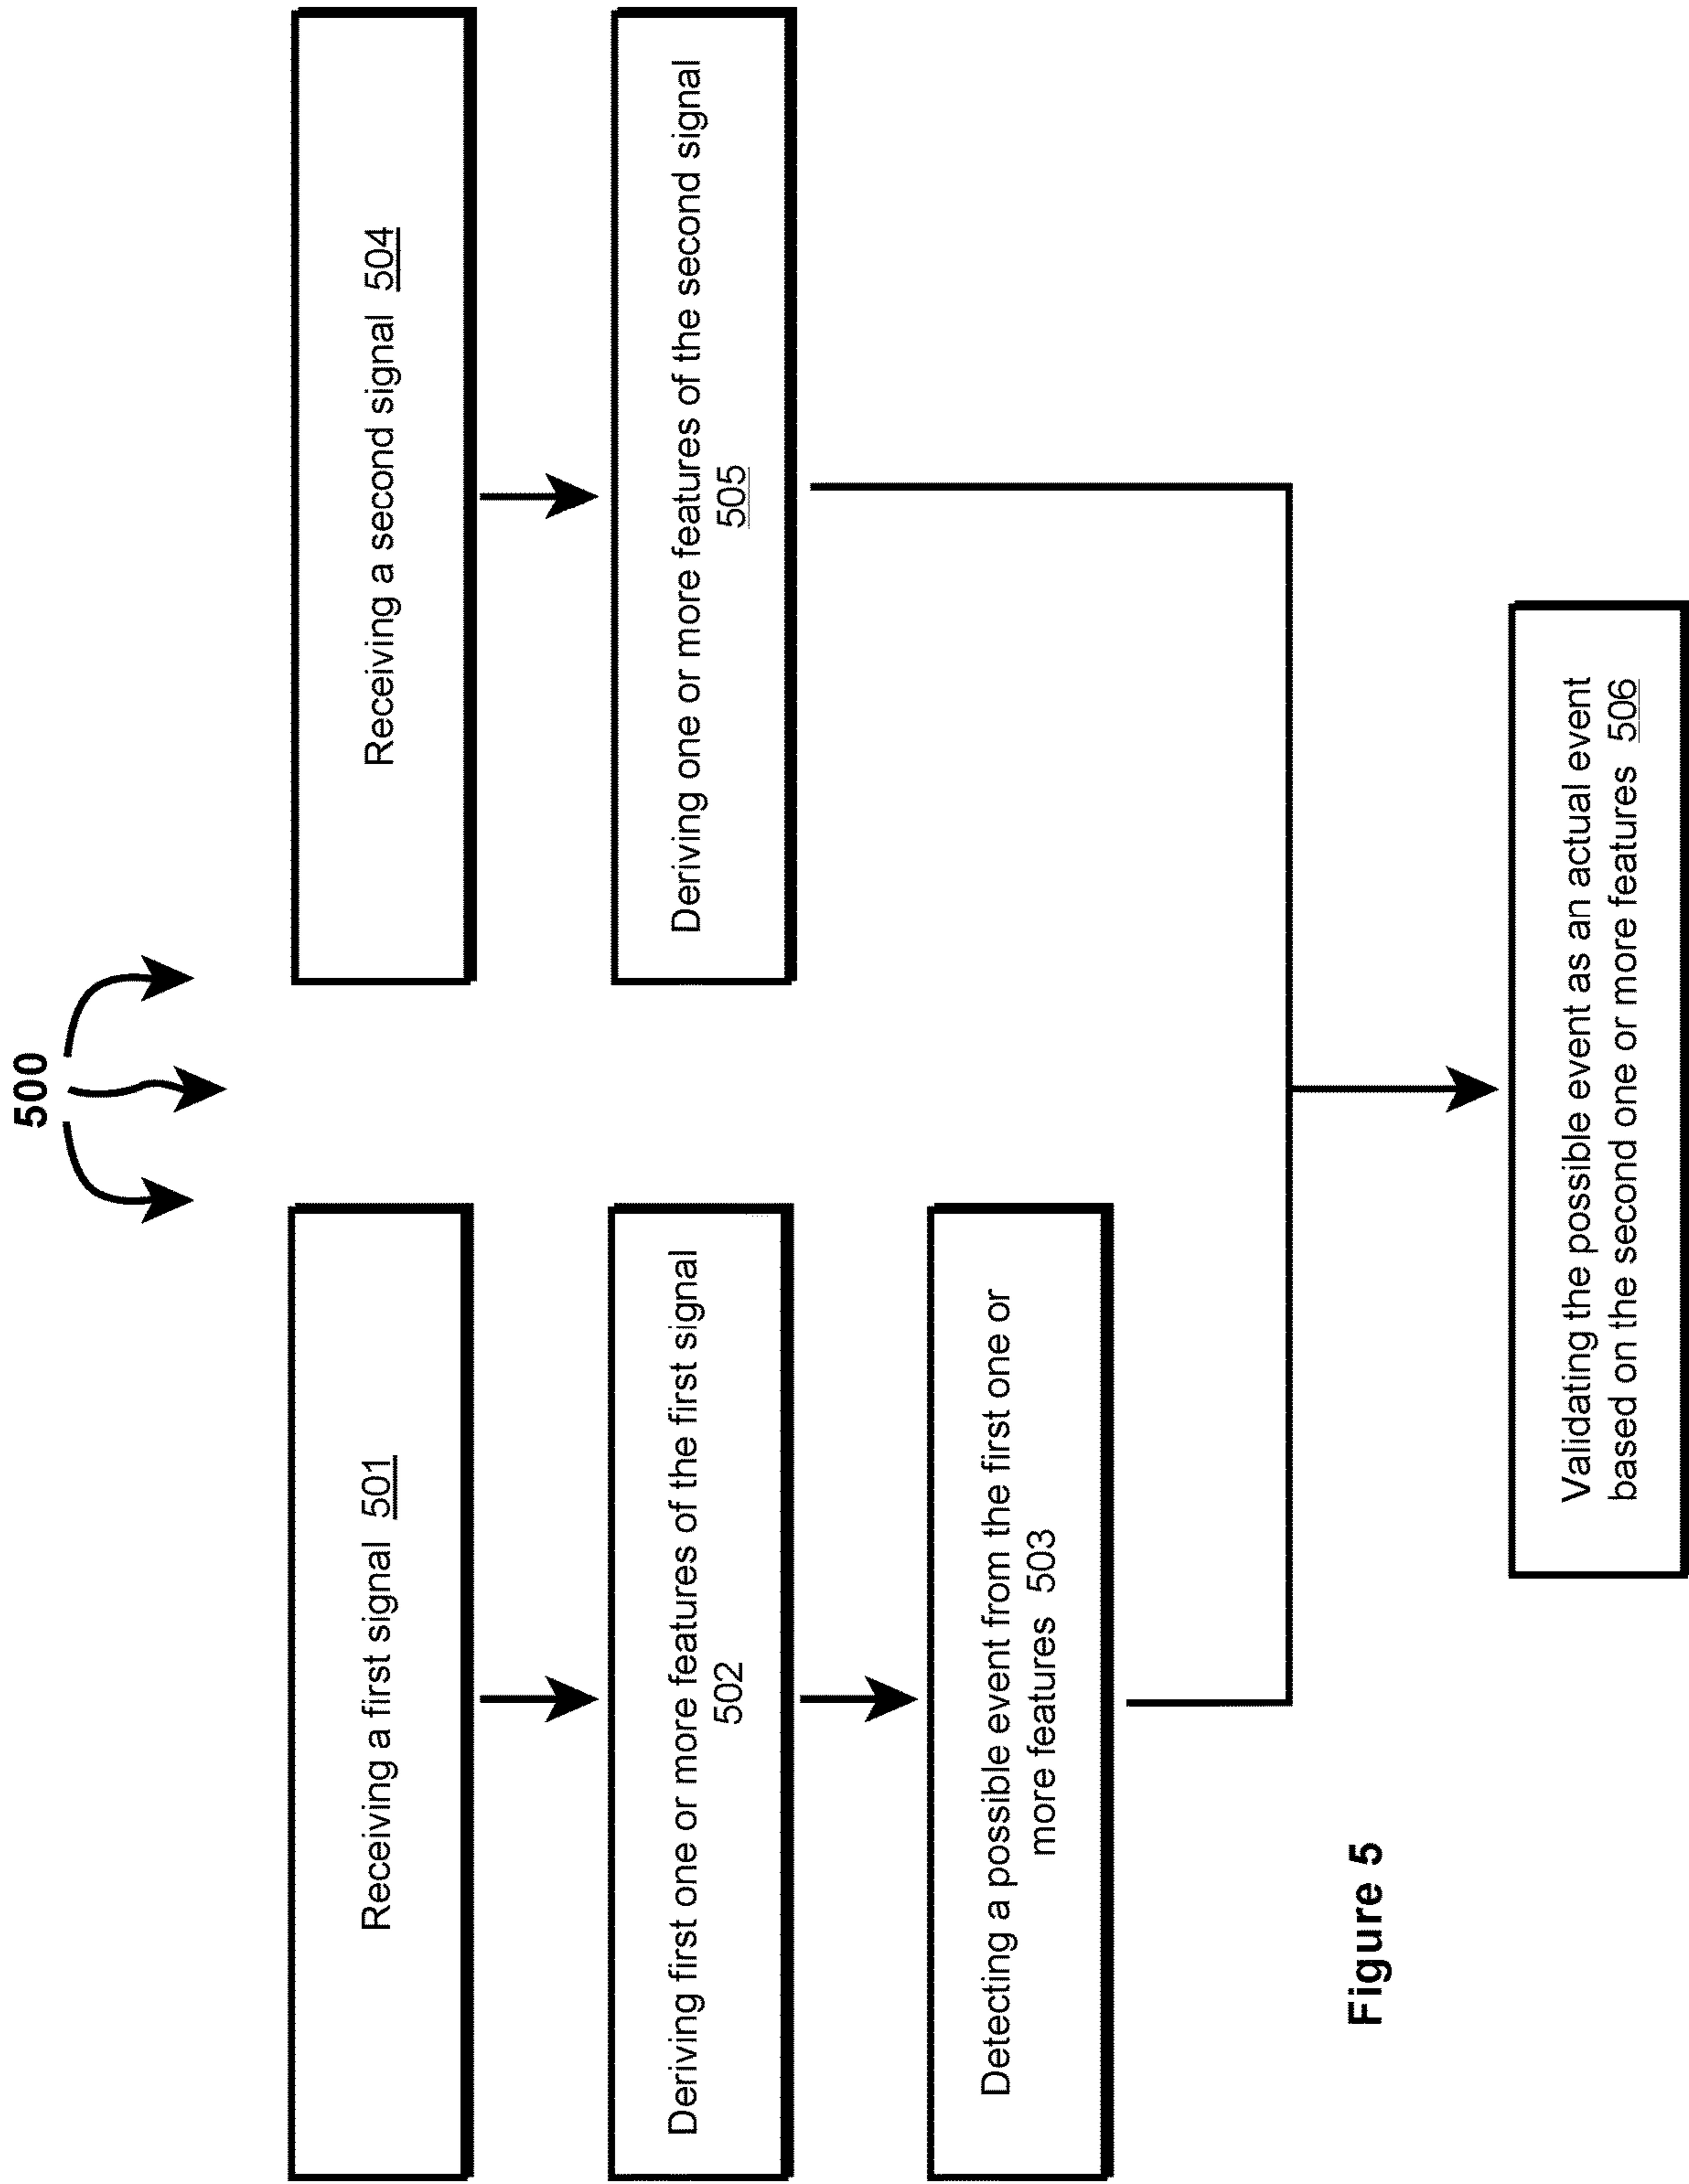 500
Receiving a first signal 501
Deriving first one or more features of the first signal
502
Detecting a possible event from the first one or
more features 503
Receiving a second signal 504
Deriving one or more features of the second signal
505
Validating the possible event as an actual event
based on the second one or more features 506
Figure 5